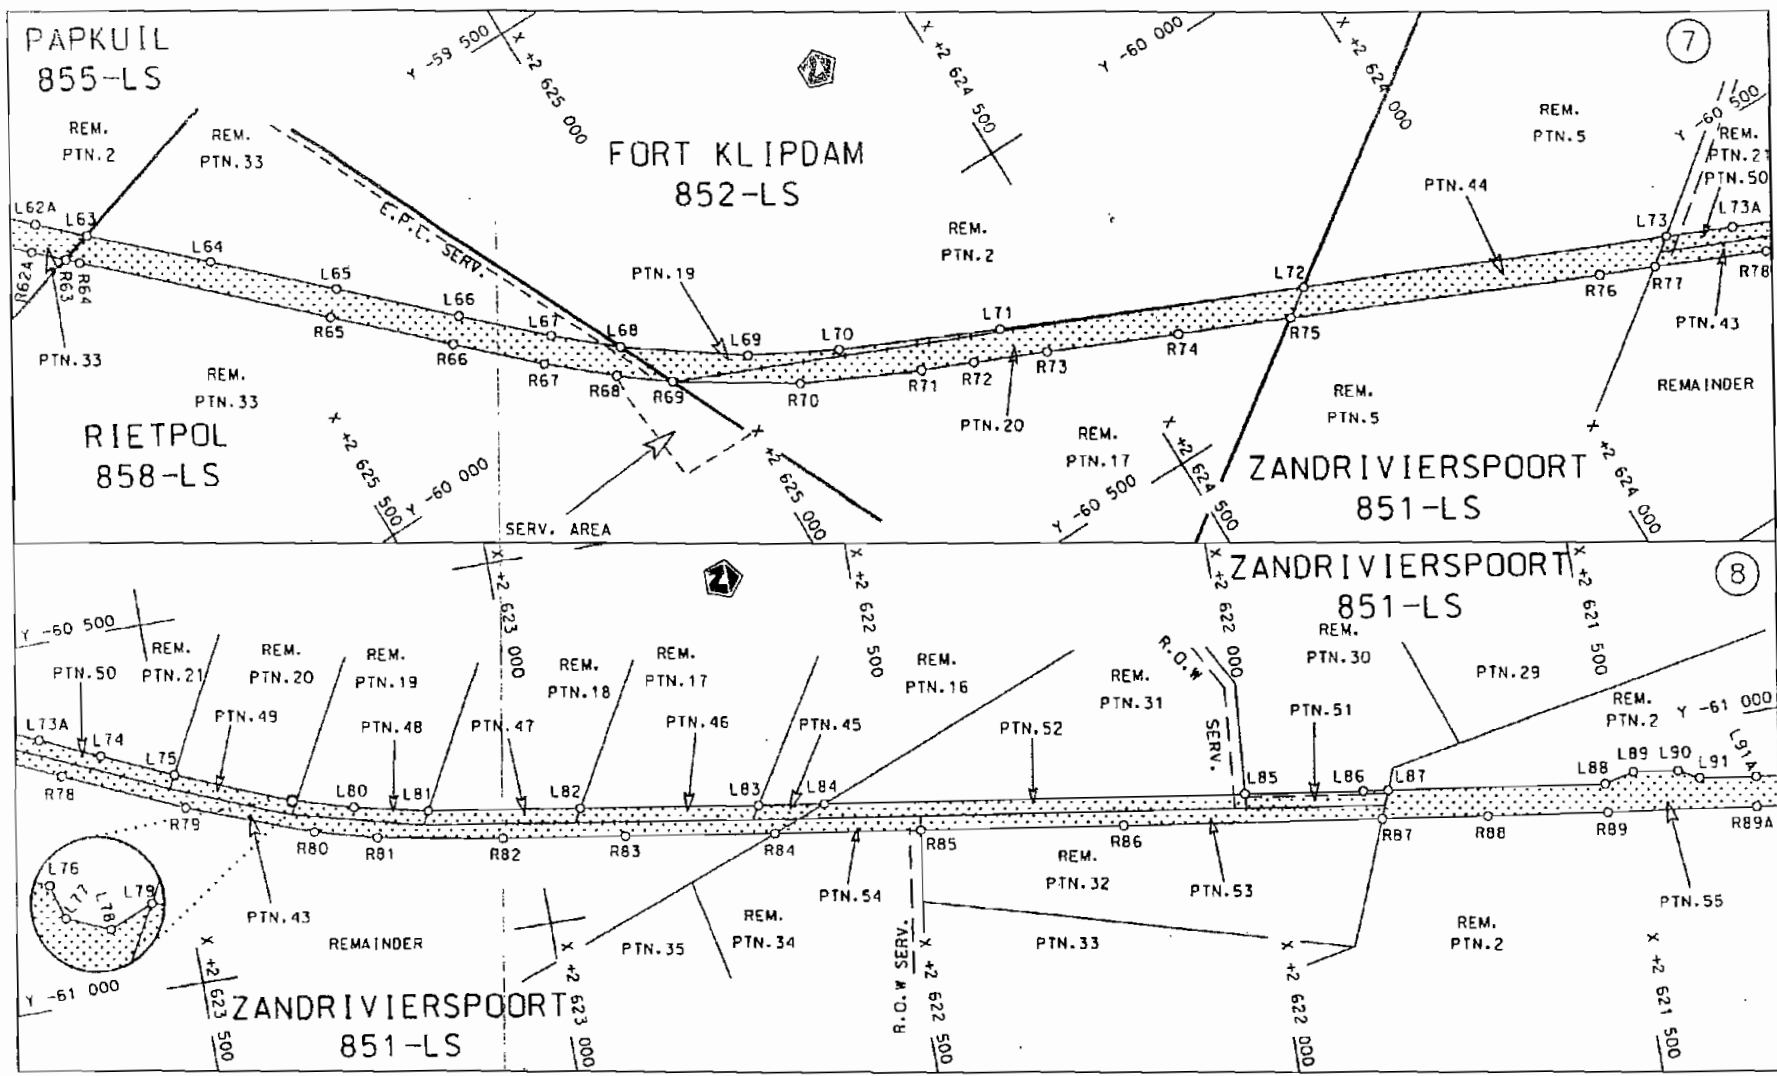 PAPKUIL
855-LS
Y -59 500
X +2 625 000
X +2 624 500
Y -60 000
X +2 624 000
7
Y -60 500
REM.
PTN.2
REM.
PTN.33
FORT KLIPDAM
852-LS
REM.
PTN.5
REM.
PTN.21
PTN.50
PTN.44
L62A
L63
L64
L65
L66
L67
L68
L69
L70
L71
L72
L73
L73A
E.P.L. SERV.
PTN.19
REM.
PTN.2
R62A
R63
R64
R65
R66
R67
R68
R69
R70
R71
R72
R73
R74
R75
R76
R77
R78
PTN.33
REM.
PTN.33
PTN.20
REM.
PTN.17
REM.
PTN.5
PTN.43
REMAINDER
RIETPOL
858-LS
X +2 625 500
Y -60 000
SERV. AREA
X +2 625 000
Y -60 500
X +2 624 500
ZANDRIVIERSPOORT
851-LS
X +2 624 000
X +2 623 000
X +2 622 500
X +2 622 000
ZANDRIVIERSPOORT
851-LS
X +2 621 500
8
Y -60 500
PTN.50
REM.
PTN.21
REM.
PTN.20
REM.
PTN.19
REM.
PTN.18
REM.
PTN.17
REM.
PTN.16
REM.
PTN.31
R.O.W SERV.
REM.
PTN.30
PTN.29
REM.
PTN.2
Y -61 000
PTN.49
PTN.48
PTN.47
PTN.46
PTN.45
PTN.52
PTN.51
L73A
L74
L75
L80
L81
L82
L83
L84
L85
L86
L87
L88
L89
L90
L91
L91A
R78
R79
R80
R81
R82
R83
R84
R85
R86
R87
R88
R89
R89A
L76
L77
L78
L79
PTN.43
REMAINDER
PTN.35
REM.
PTN.34
PTN.54
R.O.W SERV.
REM.
PTN.32
PTN.53
PTN.33
REM.
PTN.2
PTN.55
Y -61 000
X +2 623 500
ZANDRIVIERSPOORT
851-LS
X +2 623 000
X +2 622 500
X +2 622 000
X +2 621 500